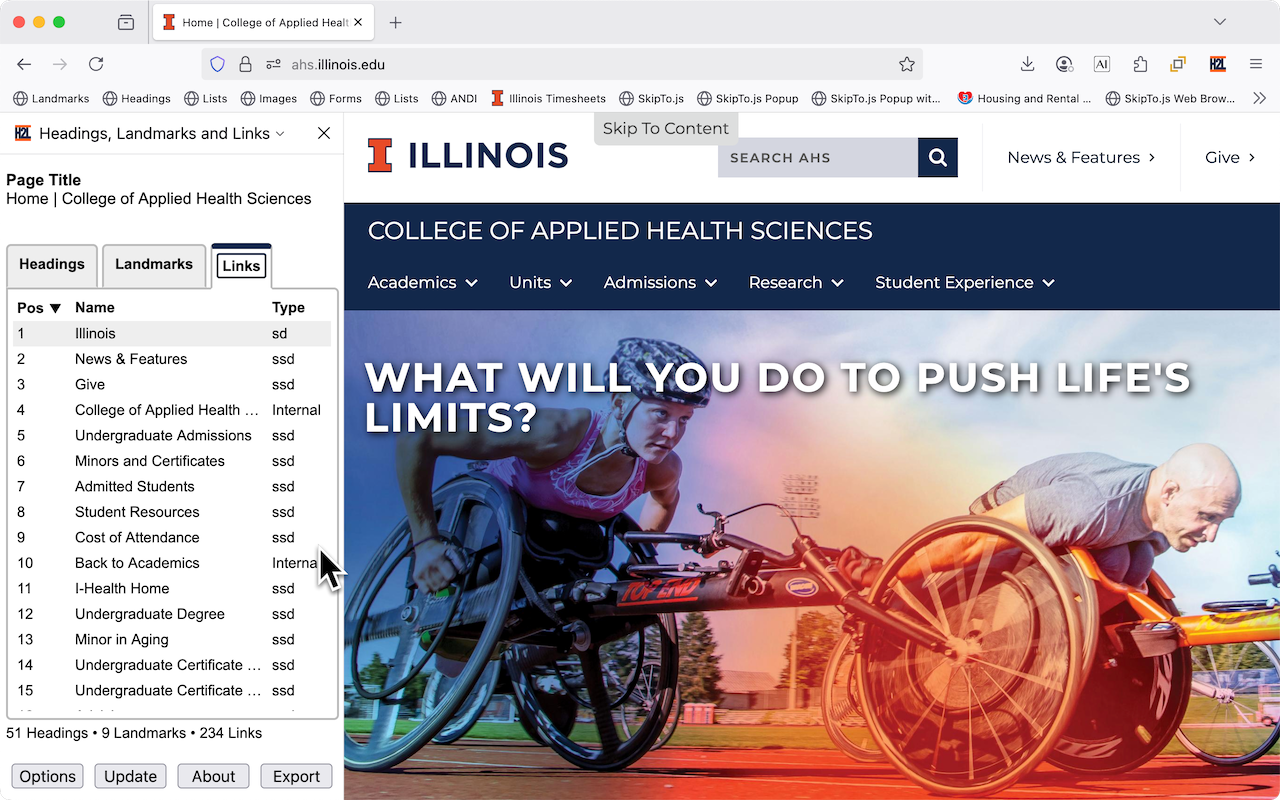 Home | College of Applied Healt
ahs.illinois.edu
AI
H2L
Landmarks
Headings
Lists
Images
Forms
Lists
ANDI
Illinois Timesheets
SkipTo.js
SkipTo.js Popup
SkipTo.js Popup wit...
Housing and Rental ...
SkipTo.js Web Brow...
H2L
Headings, Landmarks and Links
Page Title
Home | College of Applied Health Sciences
Headings
Landmarks
Links
Pos ▼ Name Type
1 Illinois sd
2 News & Features ssd
3 Give ssd
4 College of Applied Health … Internal
5 Undergraduate Admissions ssd
6 Minors and Certificates ssd
7 Admitted Students ssd
8 Student Resources ssd
9 Cost of Attendance ssd
10 Back to Academics Interna
11 I-Health Home ssd
12 Undergraduate Degree ssd
13 Minor in Aging ssd
14 Undergraduate Certificate … ssd
15 Undergraduate Certificate … ssd
51 Headings • 9 Landmarks • 234 Links
Options
Update
About
Export
Skip To Content
ILLINOIS
SEARCH AHS
News & Features
Give
COLLEGE OF APPLIED HEALTH SCIENCES
Academics
Units
Admissions
Research
Student Experience
WHAT WILL YOU DO TO PUSH LIFE'S
LIMITS?
TOP END